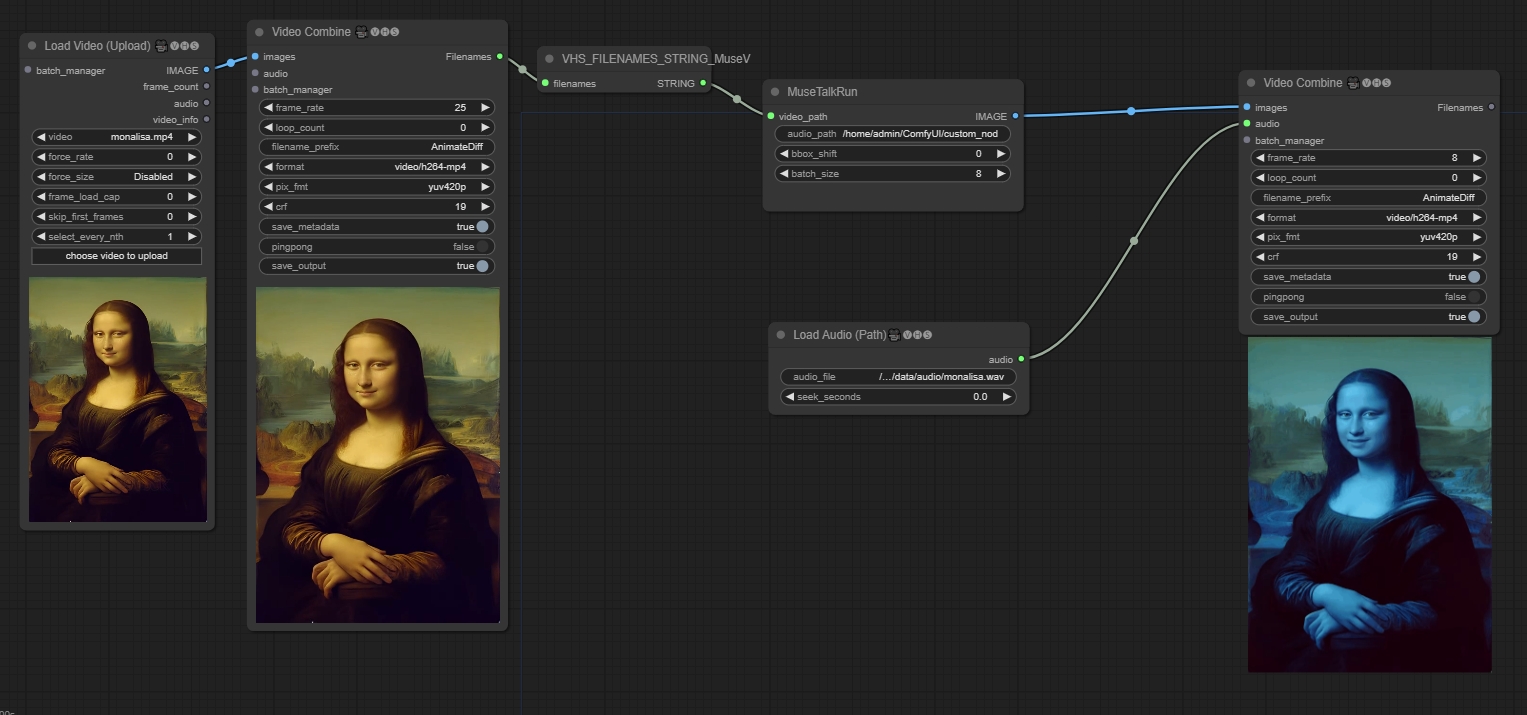 Load Video (Upload) VHS
batch_manager IMAGE
frame_count
audio
video_info
video monalisa.mp4
force_rate 0
force_size Disabled
frame_load_cap 0
skip_first_frames 0
select_every_nth 1
choose video to upload
Video Combine VHS
images Filenames
audio
batch_manager
frame_rate 25
loop_count 0
filename_prefix AnimateDiff
format video/h264-mp4
pix_fmt yuv420p
crf 19
save_metadata true
pingpong false
save_output true
VHS_FILENAMES_STRING_MuseV
filenames STRING
MuseTalkRun
video_path IMAGE
audio_path /home/admin/ComfyUI/custom_nod
bbox_shift 0
batch_size 8
Load Audio (Path) VHS
audio
audio_file /.../data/audio/monalisa.wav
seek_seconds 0.0
Video Combine VHS
images Filenames
audio
batch_manager
frame_rate 8
loop_count 0
filename_prefix AnimateDiff
format video/h264-mp4
pix_fmt yuv420p
crf 19
save_metadata true
pingpong false
save_output true